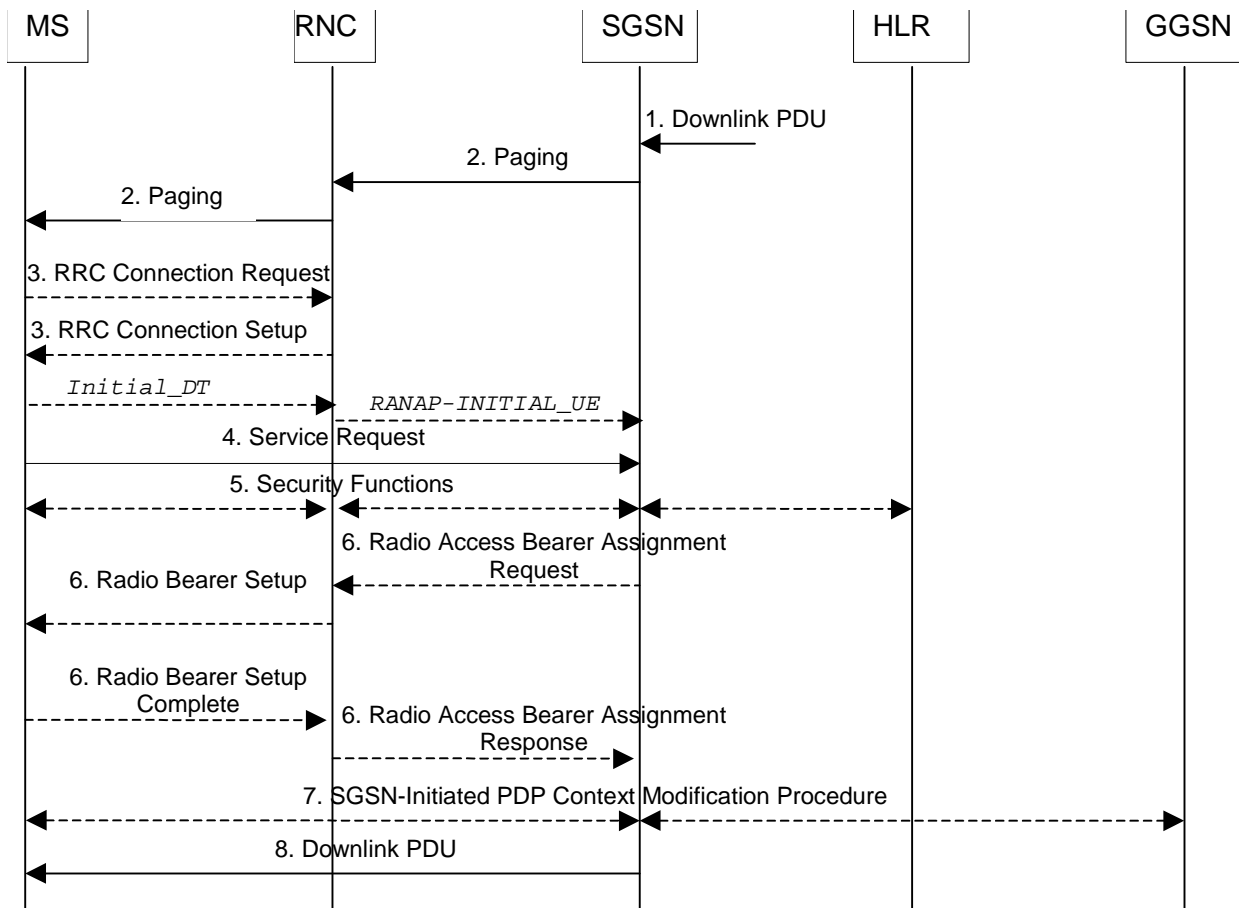 MS
RNC
SGSN
HLR
GGSN
1. Downlink PDU
2. Paging
2. Paging
3. RRC Connection Request
3. RRC Connection Setup
Initial_DT
RANAP-INITIAL_UE
4. Service Request
5. Security Functions
6. Radio Access Bearer Assignment
Request
6. Radio Bearer Setup
6. Radio Bearer Setup
Complete
6. Radio Access Bearer Assignment
Response
7. SGSN-Initiated PDP Context Modification Procedure
8. Downlink PDU